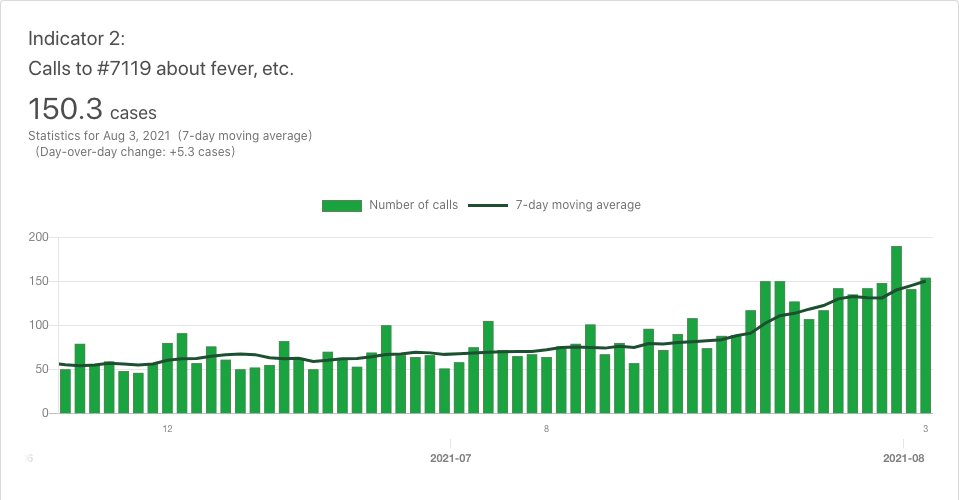 Indicator 2:
Calls to #7119 about fever, etc.
150.3 cases
Statistics for Aug 3, 2021 (7-day moving average)
(Day-over-day change: +5.3 cases)
Number of calls 7-day moving average
200
150
100
50
0
12 8 3
2021-07 2021-08